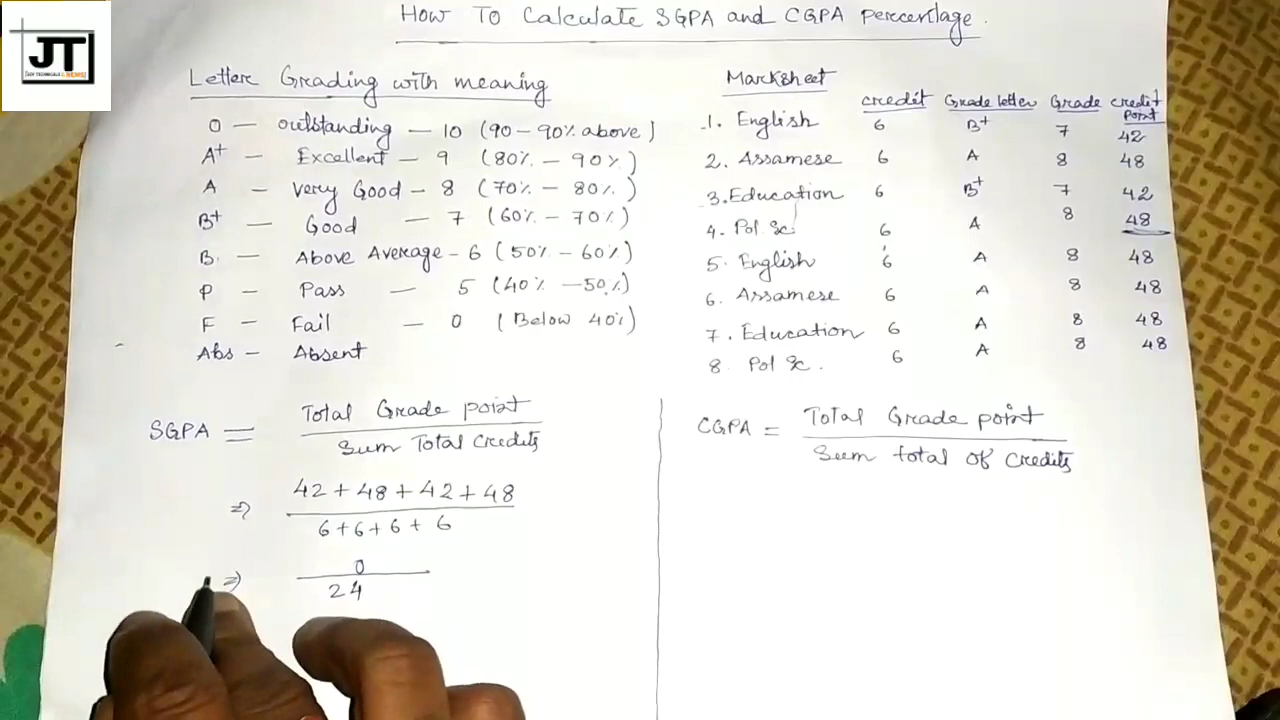 JT
How To Calculate SGPA and CGPA Percentage.
Letter Grading with meaning
O — outstanding — 10 (90 – 90% above)
A+ — Excellent — 9 (80% – 90%)
A — Very Good – 8 (70% – 80%)
B+ — Good — 7 (60% – 70%)
B. — Above Average – 6 (50% – 60%)
P — Pass — 5 (40% – 50%)
F — Fail — 0 (Below 40%)
Abs — Absent
Marksheet credit Grade letter Grade credit point
1. English 6 B+ 7 42
2. Assamese 6 A 8 48
3. Education 6 B+ 7 42
4. Pol Sc. 6 A 8 48
5. English 6 A 8 48
6. Assamese 6 A 8 48
7. Education 6 A 8 48
8. Pol Sc. 6 A 8 48
SGPA = Total Grade point
Sum Total Credits
⇒ 42 + 48 + 42 + 48
6 + 6 + 6 + 6
⇒ 0
24
CGPA = Total Grade point
Sum total of Credits